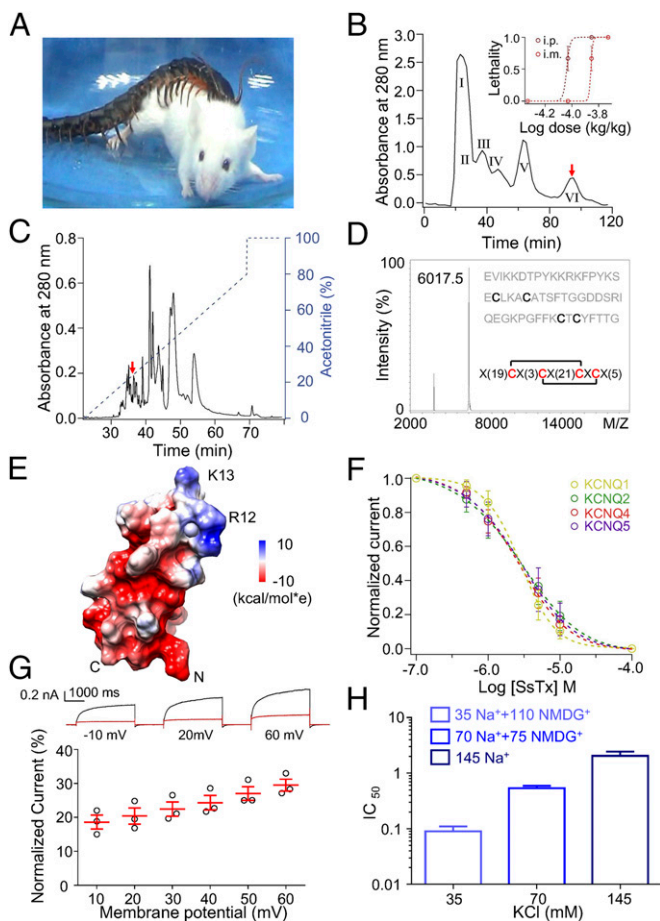 A
B
Absorbance at 280 nm
3.0
2.5
2.0
1.5
1.0
0.5
0.0
I
II
III
IV
V
VI
0
40
80
120
Time (min)
Lethality
1.0
0.5
0.0
i.p.
i.m.
-4.2
-4.0
-3.8
Log dose (kg/kg)
C
Absorbance at 280 nm
0.8
0.6
0.4
0.2
0.0
30
40
50
60
70
Time (min)
100
80
60
40
20
0
Acetonitrile (%)
D
Intensity (%)
100
50
0
6017.5
EVIKKDTPYKKRKFPYKS
ECLKACATSFTGGDDSRI
QEGKPGFFKCTCYFTTG
X(19)CX(3)CX(21)CXCX(5)
2000
8000
14000
M/Z
E
K13
R12
10
-10
(kcal/mol*e)
C
N
F
Normalized current
1.0
0.8
0.6
0.4
0.2
0.0
KCNQ1
KCNQ2
KCNQ4
KCNQ5
-7.0
-6.0
-5.0
-4.0
Log [SsTx] M
G
0.2 nA
1000 ms
-10 mV
20mV
60 mV
Normalized Current (%)
40
30
20
10
0
10
20
30
40
50
60
Membrane potential (mV)
H
IC 50
10
1
0.1
0.01
35 Na⁺+110 NMDG⁺
70 Na⁺+75 NMDG⁺
145 Na⁺
35
70
145
KCl (mM)